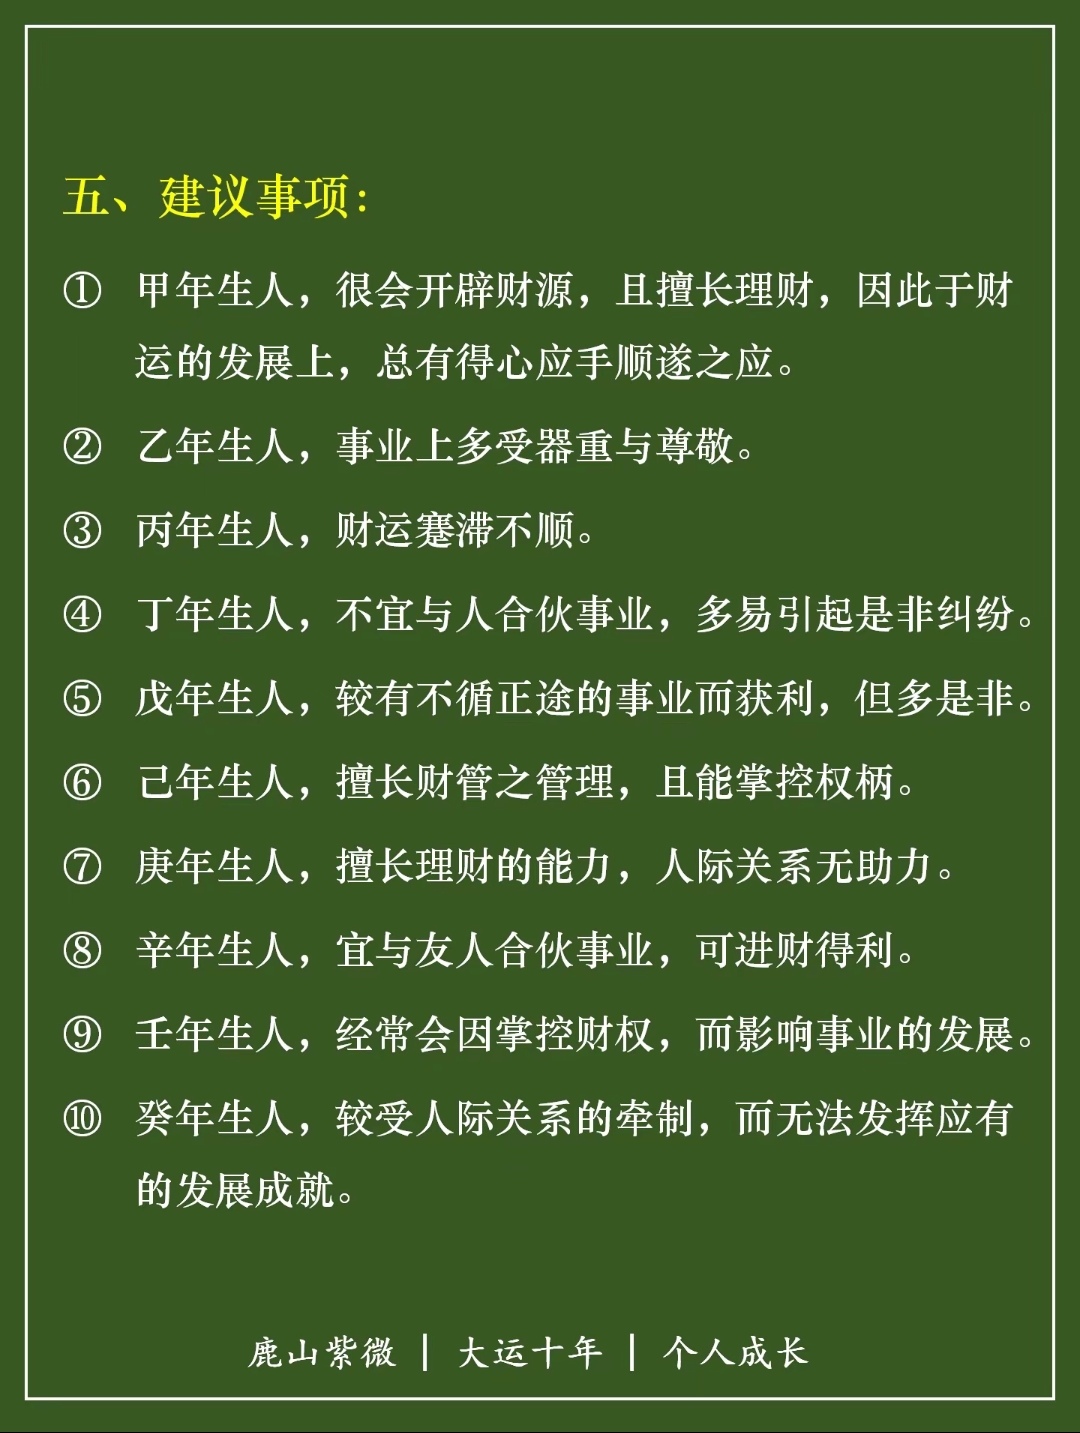 五、建议事项：
① 甲年生人，很会开辟财源，且擅长理财，因此于财
运的发展上，总有得心应手顺遂之应。
② 乙年生人，事业上多受器重与尊敬。
③ 丙年生人，财运蹇滞不顺。
④ 丁年生人，不宜与人合伙事业，多易引起是非纠纷。
⑤ 戊年生人，较有不循正途的事业而获利，但多是非。
⑥ 己年生人，擅长财管之管理，且能掌控权柄。
⑦ 庚年生人，擅长理财的能力，人际关系无助力。
⑧ 辛年生人，宜与友人合伙事业，可进财得利。
⑨ 壬年生人，经常会因掌控财权，而影响事业的发展。
⑩ 癸年生人，较受人际关系的牵制，而无法发挥应有
的发展成就。
鹿山紫微 | 大运十年 | 个人成长